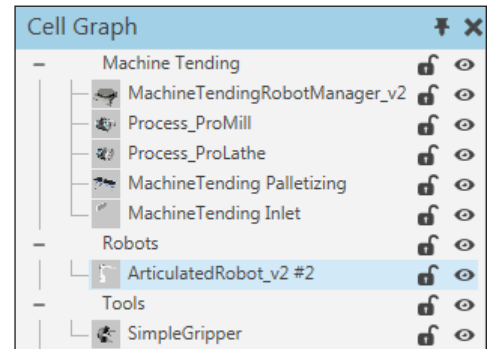 Cell Graph
Machine Tending
MachineTendingRobotManager_v2
Process_ProMill
Process_ProLathe
MachineTending Palletizing
MachineTending Inlet
Robots
ArticulatedRobot_v2 #2
Tools
SimpleGripper